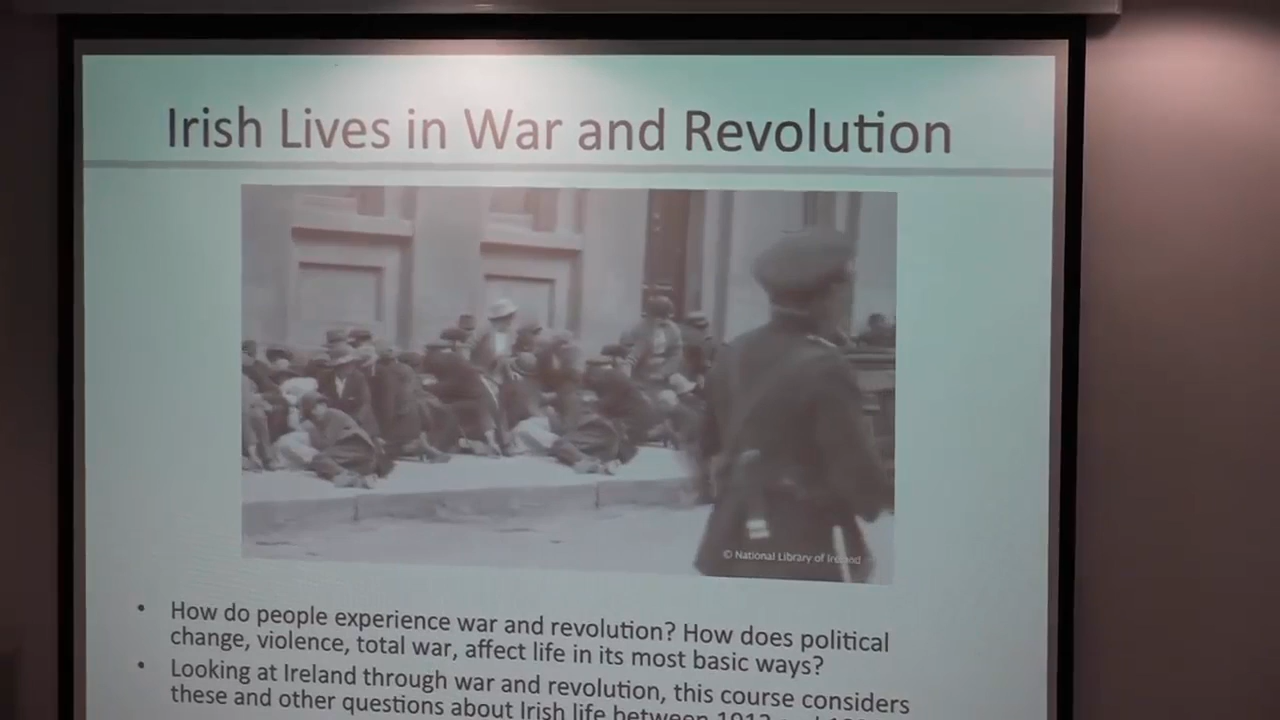 Irish Lives in War and Revolution
© National Library of Ireland
• How do people experience war and revolution? How does political
change, violence, total war, affect life in its most basic ways?
• Looking at Ireland through war and revolution, this course considers
these and other questions about Irish life between